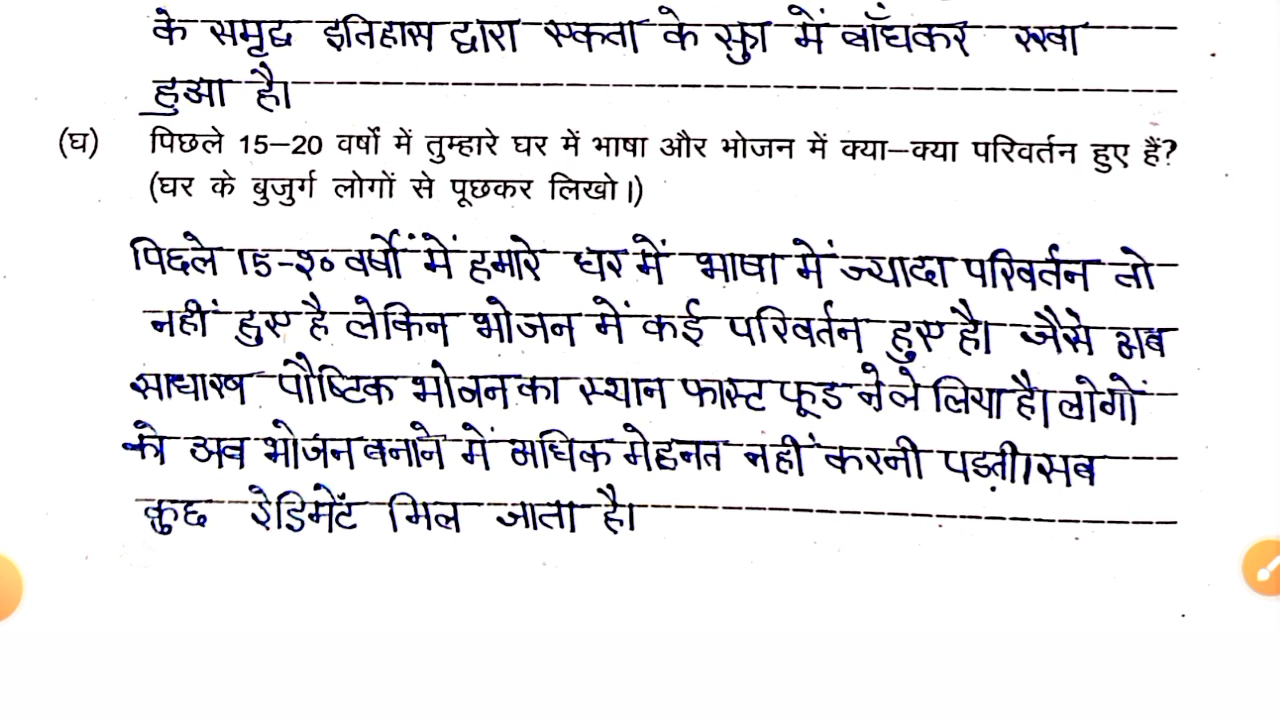 के समृद्ध इतिहास द्वारा एकता के सुत्र में बाँधकर रखा
हुआ है।
(घ) पिछले 15–20 वर्षों में तुम्हारे घर में भाषा और भोजन में क्या–क्या परिवर्तन हुए हैं?
(घर के बुजुर्ग लोगों से पूछकर लिखो।)
पिछले 15-२० वर्षों में हमारे घर में भाषा में ज्यादा परिवर्तन तो
नहीं हुए है लेकिन भोजन में कई परिवर्तन हुए है। जैसे अब
साधारण पौष्टिक भोजन का स्थान फास्ट फूड ने ले लिया है। लोगों
को अब भोजन बनाने में अधिक मेहनत नहीं करनी पड़ती। सब
कुछ रेडिमेंट मिल जाता है।